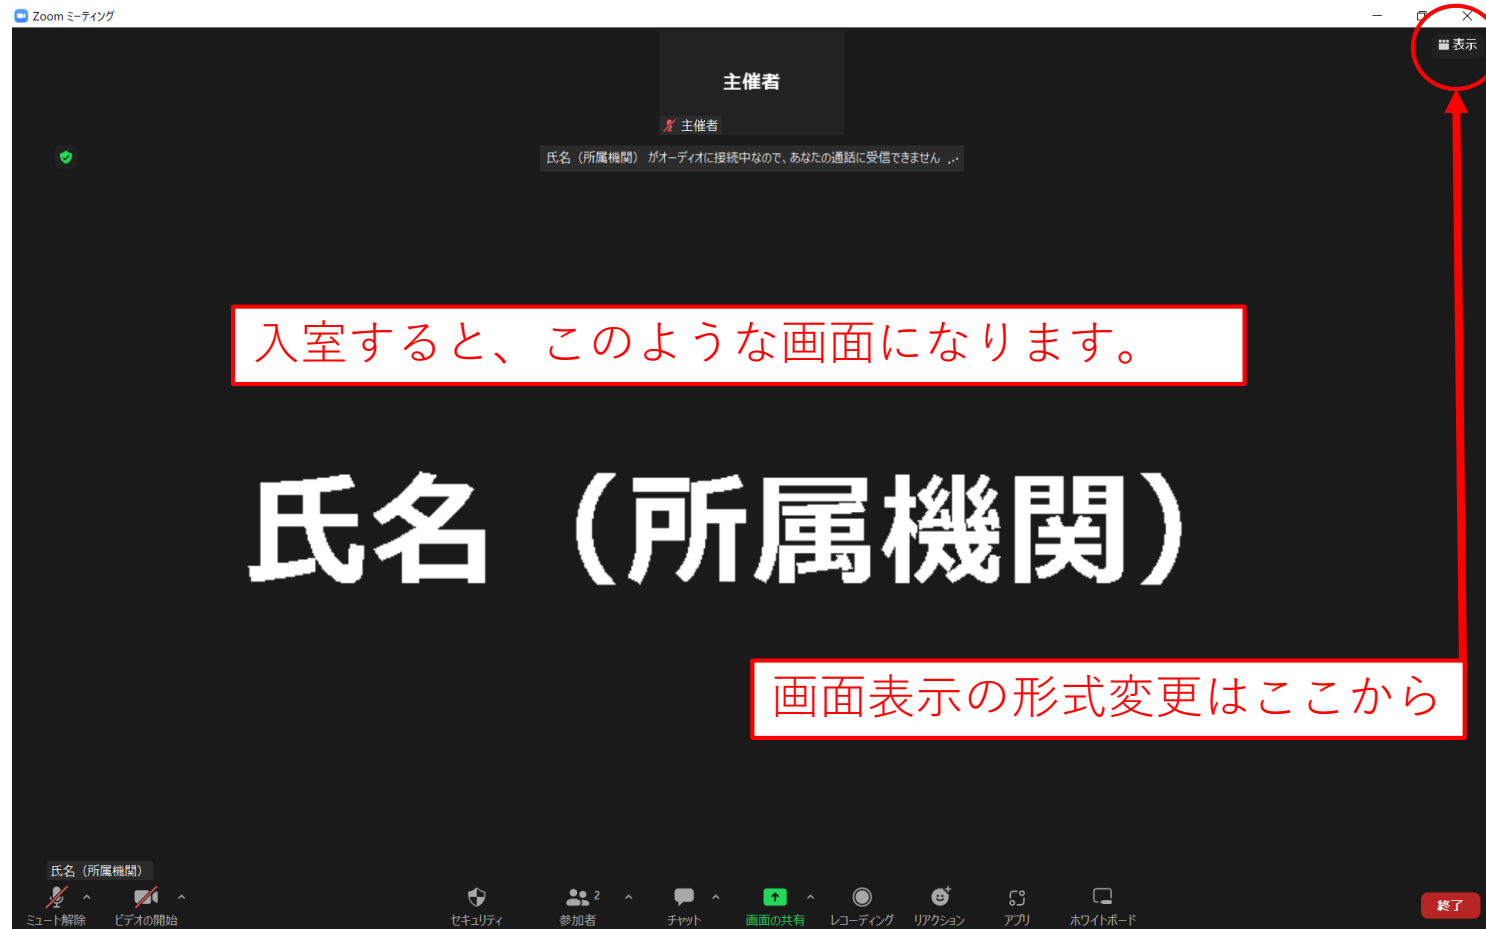 Zoom ミーティング
表示
主催者
主催者
氏名（所属機関） がオーディオに接続中なので、あなたの通話に受信できません
入室すると、このような画面になります。
氏名（所属機関）
画面表示の形式変更はここから
氏名（所属機関）
ミュート解除 ビデオの開始 セキュリティ 参加者 2 チャット 画面の共有 レコーディング リアクション アプリ ホワイトボード 終了